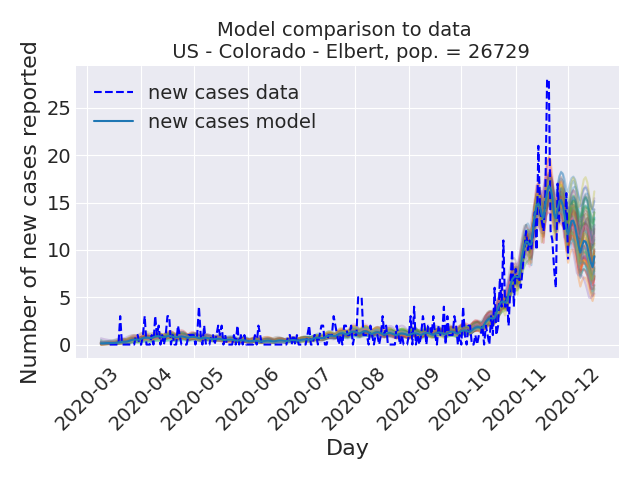 Model comparison to data
US - Colorado - Elbert, pop. = 26729
Number of new cases reported
25
20
15
10
5
0
new cases data
new cases model
2020-03
2020-04
2020-05
2020-06
2020-07
2020-08
2020-09
2020-10
2020-11
2020-12
Day